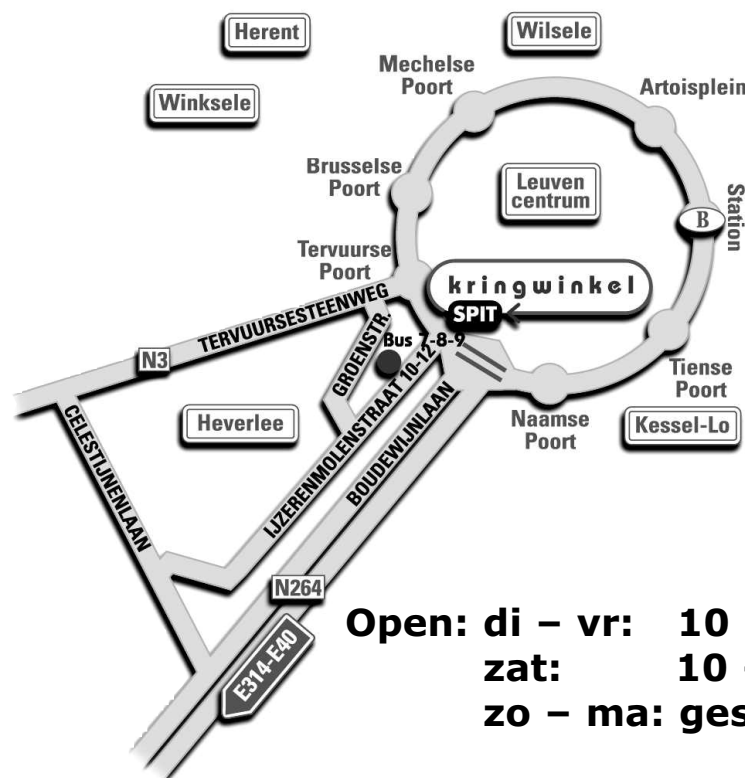 Herent
Wilsele
Mechelse
Poort
Artoisplein
Winksele
Brusselse
Poort
Leuven
centrum
B
Station
Tervuurse
Poort
kringwinkel
SPIT
TERVUURSESTEENWEG
N3
GROENSTR.
Bus 7-8-9
IJZERENMOLENSTRAAT 10-12
BOUDEWIJNLAAN
Tiense
Poort
Naamse
Poort
Kessel-Lo
Heverlee
CELESTIJNENLAAN
N264
E314-E40
Open: di – vr: 10
zat: 10
zo – ma: